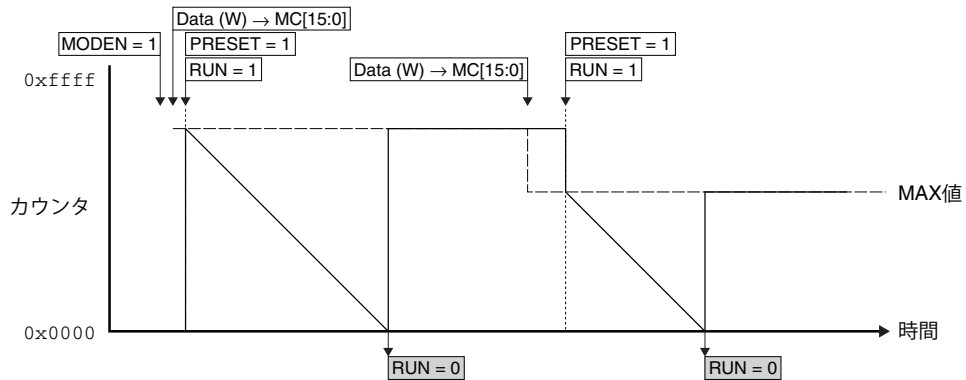 Data (W) → MC[15:0]
MODEN = 1
PRESET = 1
RUN = 1
PRESET = 1
RUN = 1
Data (W) → MC[15:0]
0xffff
カウンタ
MAX値
0x0000
時間
RUN = 0
RUN = 0